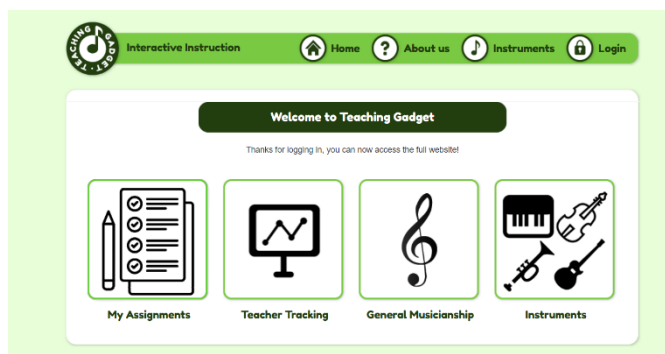 TEACHING GADGET
Interactive Instruction
Home
About us
Instruments
Login
Welcome to Teaching Gadget
Thanks for logging in, you can now access the full website!
My Assignments
Teacher Tracking
General Musicianship
Instruments